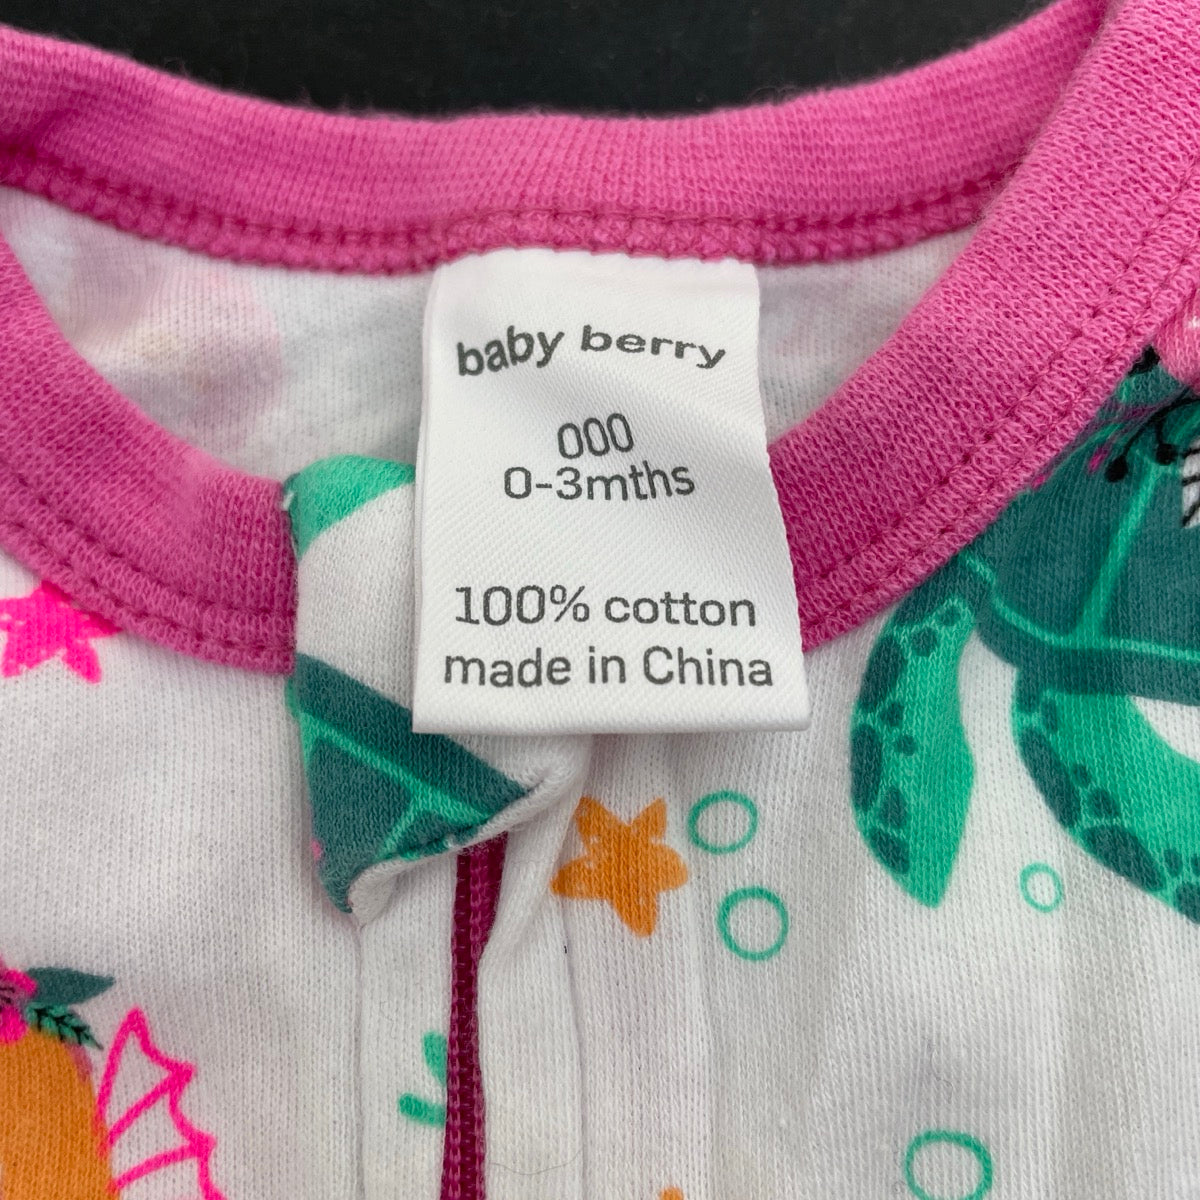 baby berry
000
0-3mths
100% cotton
made in China